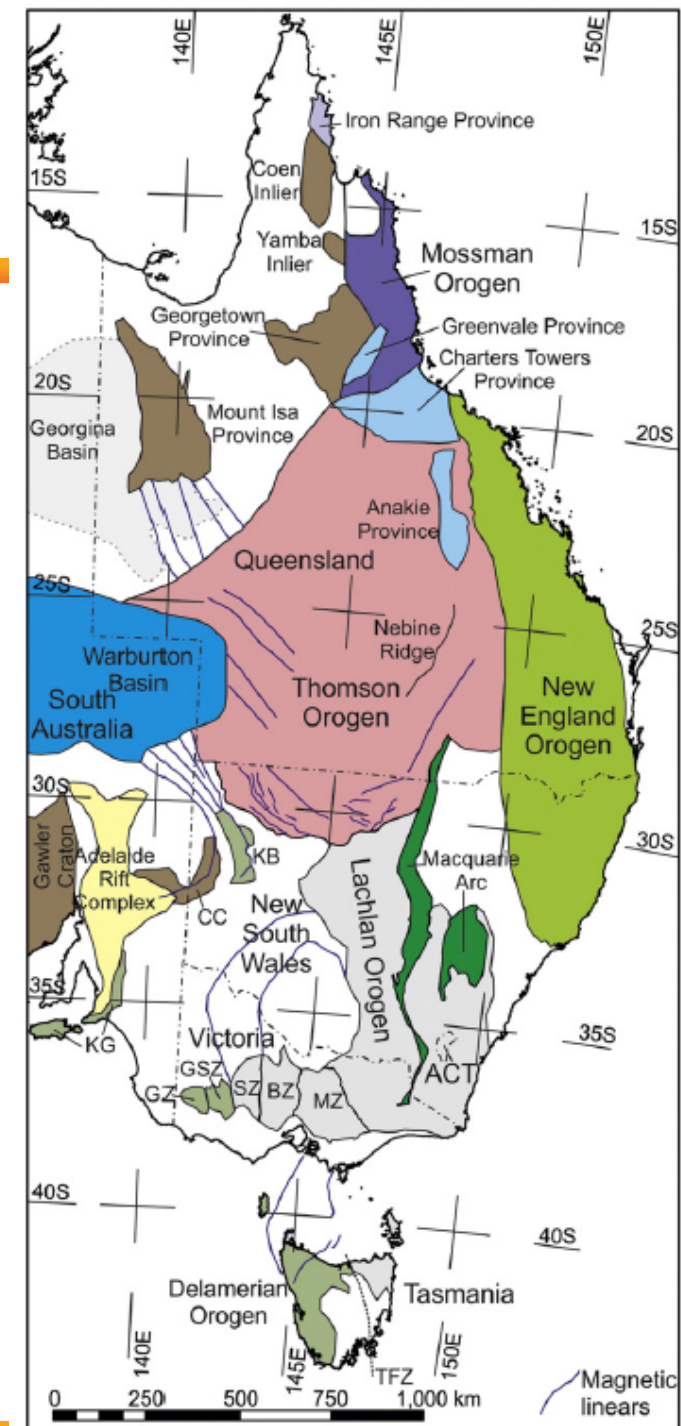 140E
145E
150E
Iron Range Province
Coen
Inlier
15S
15S
Yamba
Inlier
Mossman
Orogen
Georgetown
Province
Greenvale Province
Charters Towers
Province
20S
Mount Isa
Province
Georgina
Basin
20S
Anakie
Province
Queensland
25S
25S
Nebine
Ridge
Warburton
Basin
South
Australia
Thomson
Orogen
New
England
Orogen
30S
30S
Gawler
Craton
Adelaide
Rift
Complex
KB
CC
Macquarie
Arc
Lachlan Orogen
New
South
Wales
35S
35S
KG
Victoria
GSZ
GZ
SZ
BZ
MZ
ACT
40S
40S
Delamerian
Orogen
Tasmania
140E
145E
150E
TFZ
0 250 500 750 1,000 km
Magnetic
linears